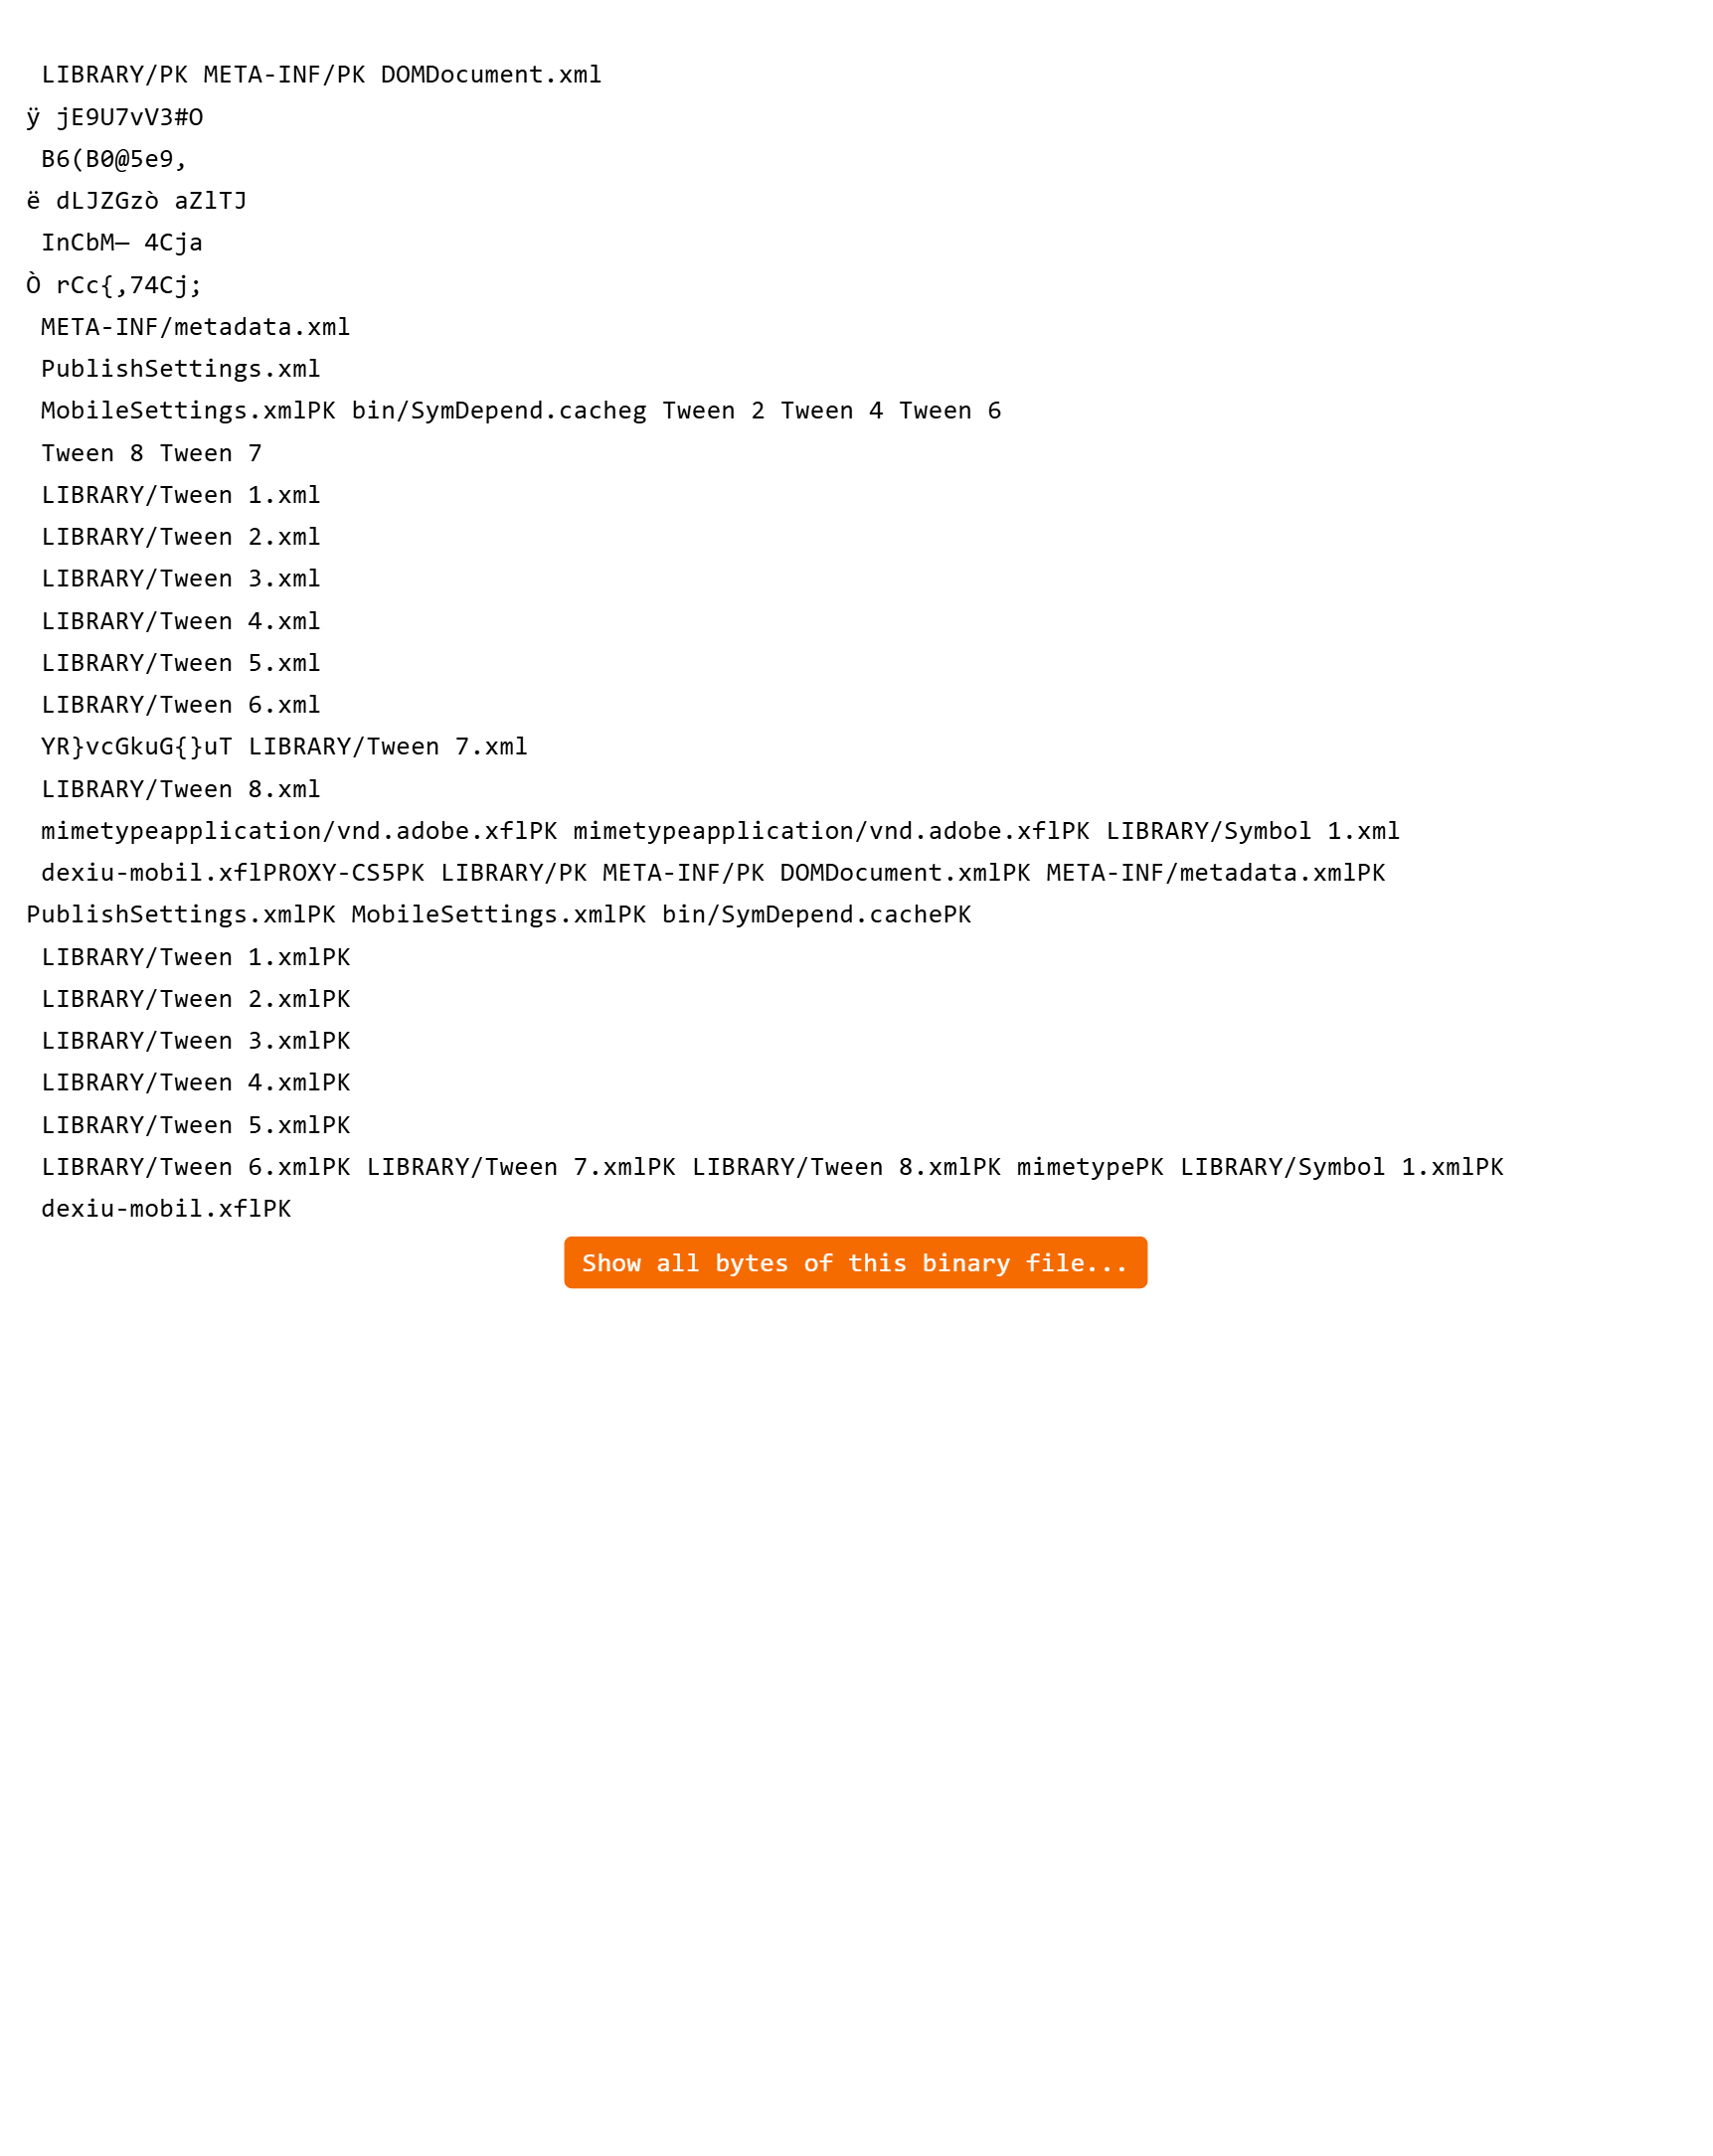 LIBRARY/PK META-INF/PK DOMDocument.xml
ÿ jE9U7vV3#O
B6(B0@5e9,
ë dLJZGzò aZlTJ
InCbM— 4Cja
Ò rCc{,74Cj;
META-INF/metadata.xml
PublishSettings.xml
MobileSettings.xmlPK bin/SymDepend.cacheg Tween 2 Tween 4 Tween 6
Tween 8 Tween 7
LIBRARY/Tween 1.xml
LIBRARY/Tween 2.xml
LIBRARY/Tween 3.xml
LIBRARY/Tween 4.xml
LIBRARY/Tween 5.xml
LIBRARY/Tween 6.xml
YR}vcGkuG{}uT LIBRARY/Tween 7.xml
LIBRARY/Tween 8.xml
mimetypeapplication/vnd.adobe.xflPK mimetypeapplication/vnd.adobe.xflPK LIBRARY/Symbol 1.xml
dexiu-mobil.xflPROXY-CS5PK LIBRARY/PK META-INF/PK DOMDocument.xmlPK META-INF/metadata.xmlPK
PublishSettings.xmlPK MobileSettings.xmlPK bin/SymDepend.cachePK
LIBRARY/Tween 1.xmlPK
LIBRARY/Tween 2.xmlPK
LIBRARY/Tween 3.xmlPK
LIBRARY/Tween 4.xmlPK
LIBRARY/Tween 5.xmlPK
LIBRARY/Tween 6.xmlPK LIBRARY/Tween 7.xmlPK LIBRARY/Tween 8.xmlPK mimetypePK LIBRARY/Symbol 1.xmlPK
dexiu-mobil.xflPK
Show all bytes of this binary file...